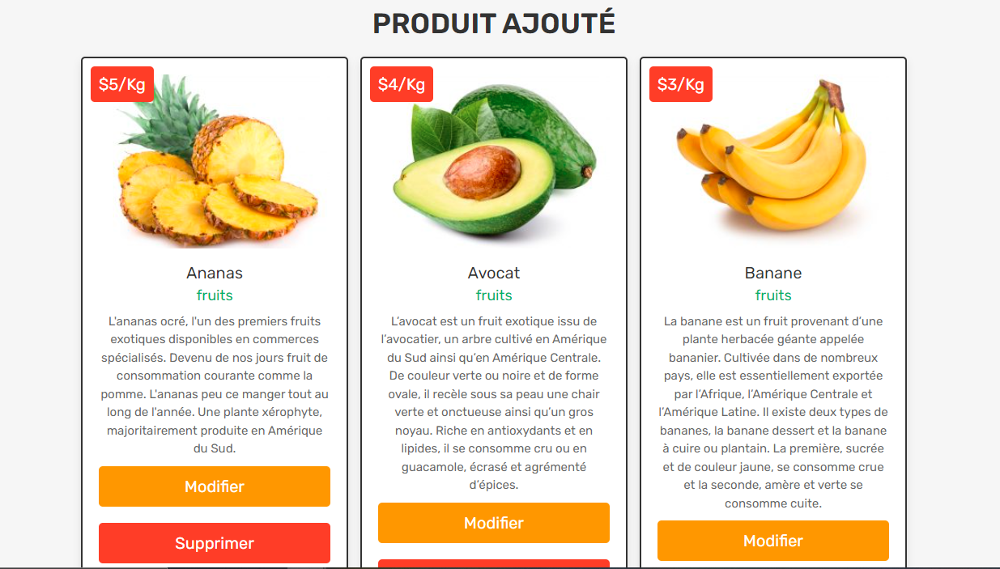 PRODUIT AJOUTÉ
$5/Kg
Ananas
fruits
L'ananas ocré, l'un des premiers fruits
exotiques disponibles en commerces
spécialisés. Devenu de nos jours fruit de
consommation courante comme la
pomme. L'ananas peu ce manger tout au
long de l'année. Une plante xérophyte,
majoritairement produite en Amérique
du Sud.
Modifier
Supprimer
$4/Kg
Avocat
fruits
L’avocat est un fruit exotique issu de
l’avocatier, un arbre cultivé en Amérique
du Sud ainsi qu’en Amérique Centrale.
De couleur verte ou noire et de forme
ovale, il recèle sous sa peau une chair
verte et onctueuse ainsi qu’un gros
noyau. Riche en antioxydants et en
lipides, il se consomme cru ou en
guacamole, écrasé et agrémenté
d’épices.
Modifier
$3/Kg
Banane
fruits
La banane est un fruit provenant d’une
plante herbacée géante appelée
bananier. Cultivée dans de nombreux
pays, elle est essentiellement exportée
par l’Afrique, l’Amérique Centrale et
l’Amérique Latine. Il existe deux types de
bananes, la banane dessert et la banane
à cuire ou plantain. La première, sucrée
et de couleur jaune, se consomme crue
et la seconde, amère et verte se
consomme cuite.
Modifier